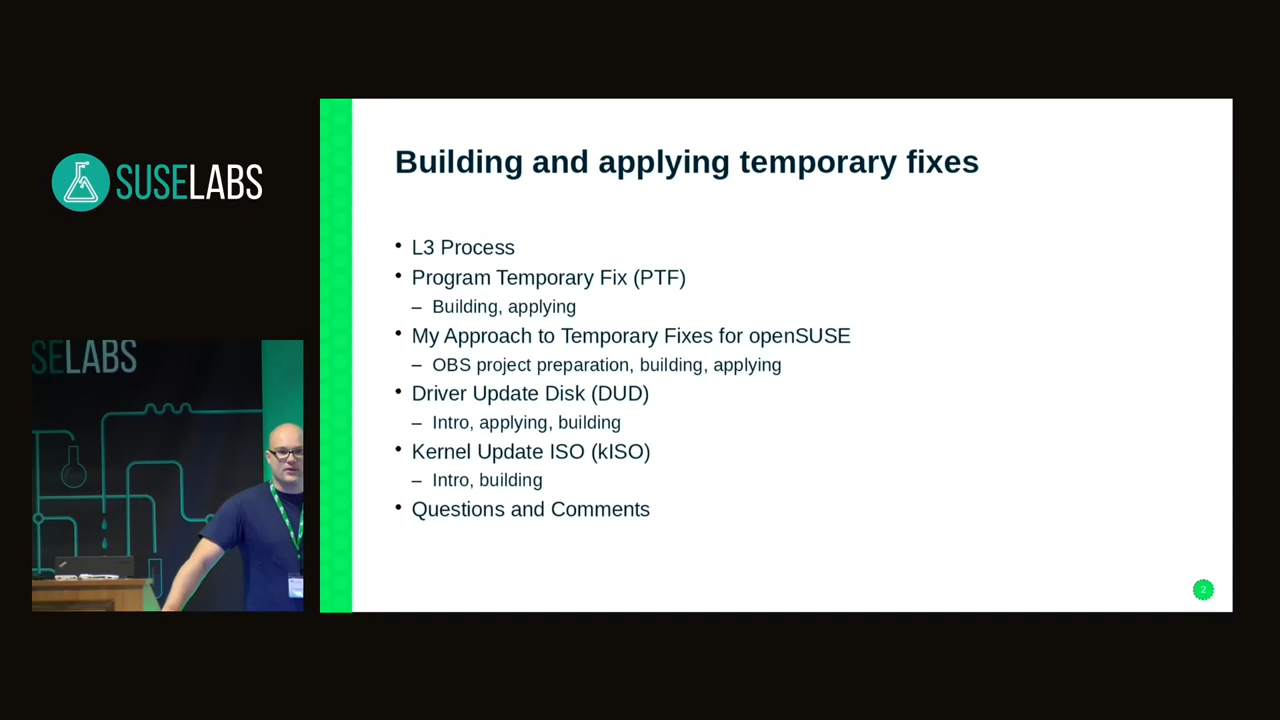 SUSELABS
SELABS
Building and applying temporary fixes
• L3 Process
• Program Temporary Fix (PTF)
– Building, applying
• My Approach to Temporary Fixes for openSUSE
– OBS project preparation, building, applying
• Driver Update Disk (DUD)
– Intro, applying, building
• Kernel Update ISO (kISO)
– Intro, building
• Questions and Comments
2